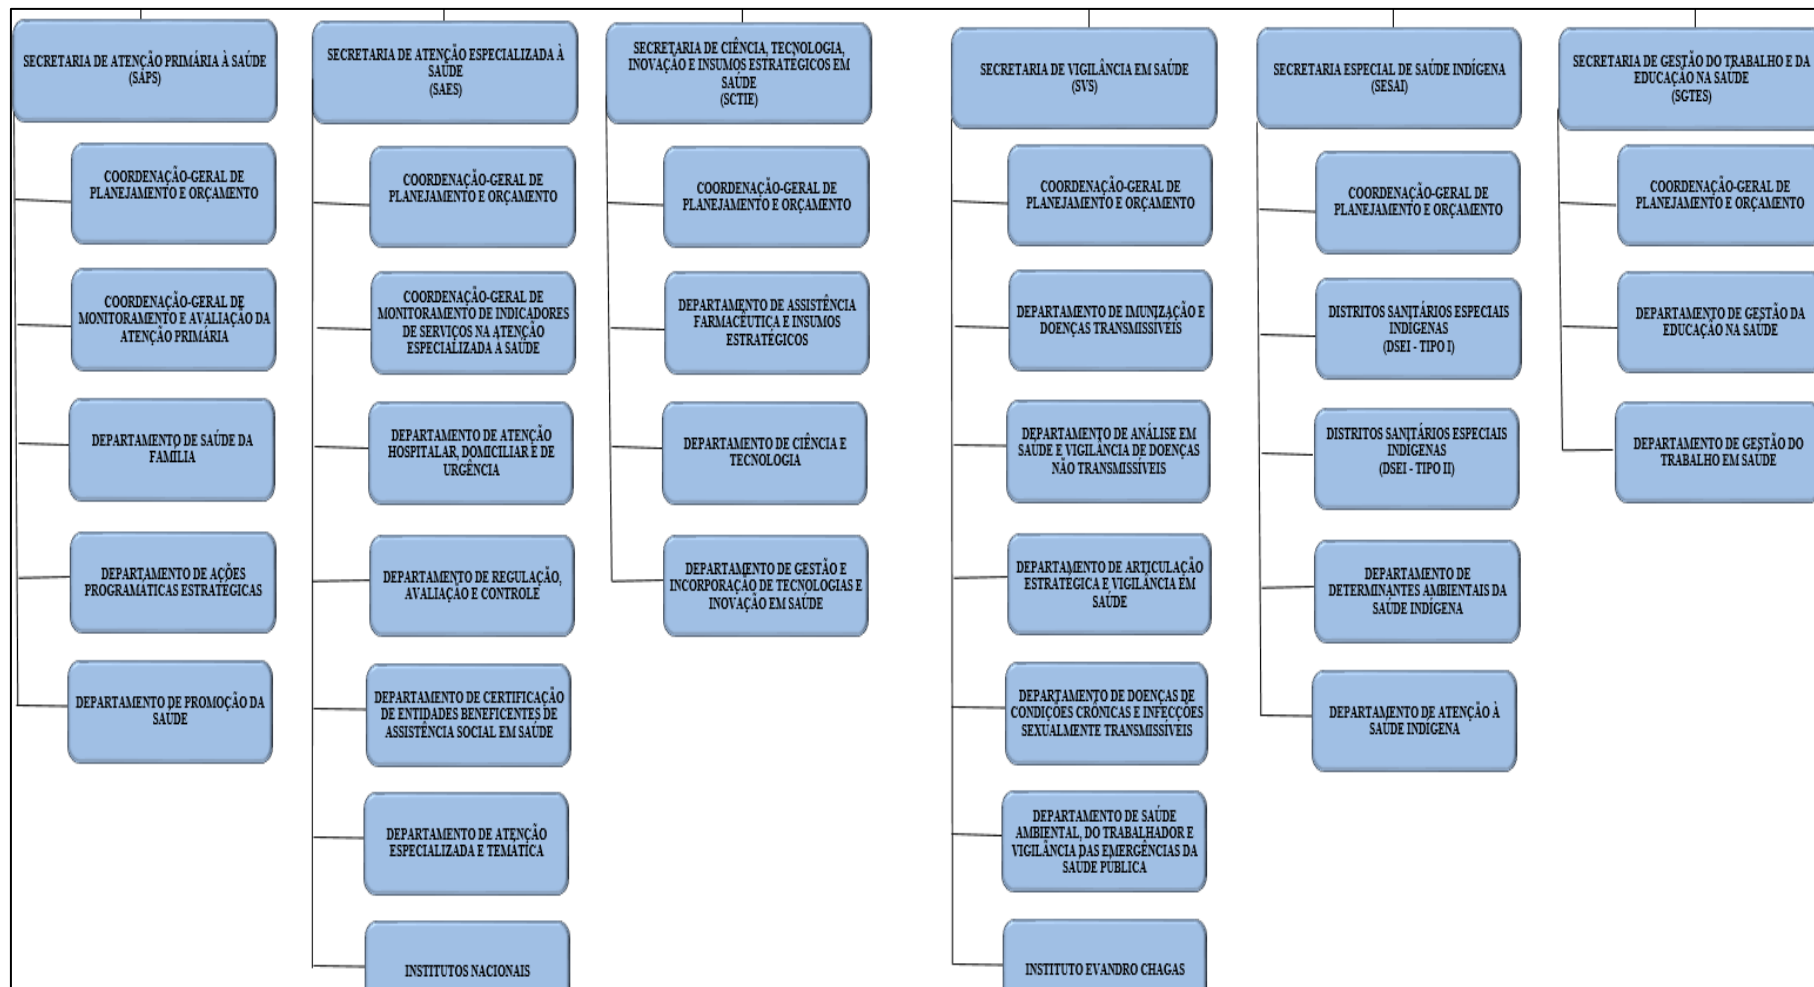 SECRETARIA DE ATENÇÃO PRIMÁRIA À SAÚDE
(SAPS)
COORDENAÇÃO-GERAL DE
PLANEJAMENTO E ORÇAMENTO
COORDENAÇÃO-GERAL DE
MONITORAMENTO E AVALIAÇÃO DA
ATENÇÃO PRIMÁRIA
DEPARTAMENTO DE SAÚDE DA
FAMÍLIA
DEPARTAMENTO DE AÇÕES
PROGRAMÁTICAS ESTRATÉGICAS
DEPARTAMENTO DE PROMOÇÃO DA
SAÚDE
SECRETARIA DE ATENÇÃO ESPECIALIZADA À
SAÚDE
(SAES)
COORDENAÇÃO-GERAL DE
PLANEJAMENTO E ORÇAMENTO
COORDENAÇÃO-GERAL DE
MONITORAMENTO DE INDICADORES
DE SERVIÇOS NA ATENÇÃO
ESPECIALIZADA À SAÚDE
DEPARTAMENTO DE ATENÇÃO
HOSPITALAR, DOMICILIAR E DE
URGÊNCIA
DEPARTAMENTO DE REGULAÇÃO,
AVALIAÇÃO E CONTROLE
DEPARTAMENTO DE CERTIFICAÇÃO
DE ENTIDADES BENEFICENTES DE
ASSISTÊNCIA SOCIAL EM SAÚDE
DEPARTAMENTO DE ATENÇÃO
ESPECIALIZADA E TEMÁTICA
INSTITUTOS NACIONAIS
SECRETARIA DE CIÊNCIA, TECNOLOGIA,
INOVAÇÃO E INSUMOS ESTRATÉGICOS EM
SAÚDE
(SCTIE)
COORDENAÇÃO-GERAL DE
PLANEJAMENTO E ORÇAMENTO
DEPARTAMENTO DE ASSISTÊNCIA
FARMACÊUTICA E INSUMOS
ESTRATÉGICOS
DEPARTAMENTO DE CIÊNCIA E
TECNOLOGIA
DEPARTAMENTO DE GESTÃO E
INCORPORAÇÃO DE TECNOLOGIAS E
INOVAÇÃO EM SAÚDE
SECRETARIA DE VIGILÂNCIA EM SAÚDE
(SVS)
COORDENAÇÃO-GERAL DE
PLANEJAMENTO E ORÇAMENTO
DEPARTAMENTO DE IMUNIZAÇÃO E
DOENÇAS TRANSMISSÍVEIS
DEPARTAMENTO DE ANÁLISE EM
SAÚDE E VIGILÂNCIA DE DOENÇAS
NÃO TRANSMISSÍVEIS
DEPARTAMENTO DE ARTICULAÇÃO
ESTRATÉGICA E VIGILÂNCIA EM
SAÚDE
DEPARTAMENTO DE DOENÇAS DE
CONDIÇÕES CRÔNICAS E INFECÇÕES
SEXUALMENTE TRANSMISSÍVEIS
DEPARTAMENTO DE SAÚDE
AMBIENTAL, DO TRABALHADOR E
VIGILÂNCIA DAS EMERGÊNCIAS DA
SAÚDE PÚBLICA
INSTITUTO EVANDRO CHAGAS
SECRETARIA ESPECIAL DE SAÚDE INDÍGENA
(SESAI)
COORDENAÇÃO-GERAL DE
PLANEJAMENTO E ORÇAMENTO
DISTRITOS SANITÁRIOS ESPECIAIS
INDIGENAS
(DSEI - TIPO I)
DISTRITOS SANITÁRIOS ESPECIAIS
INDIGENAS
(DSEI - TIPO II)
DEPARTAMENTO DE
DETERMINANTES AMBIENTAIS DA
SAÚDE INDÍGENA
DEPARTAMENTO DE ATENÇÃO À
SAÚDE INDÍGENA
SECRETARIA DE GESTÃO DO TRABALHO E DA
EDUCAÇÃO NA SAÚDE
(SGTES)
COORDENAÇÃO-GERAL DE
PLANEJAMENTO E ORÇAMENTO
DEPARTAMENTO DE GESTÃO DA
EDUCAÇÃO NA SAÚDE
DEPARTAMENTO DE GESTÃO DO
TRABALHO EM SAÚDE